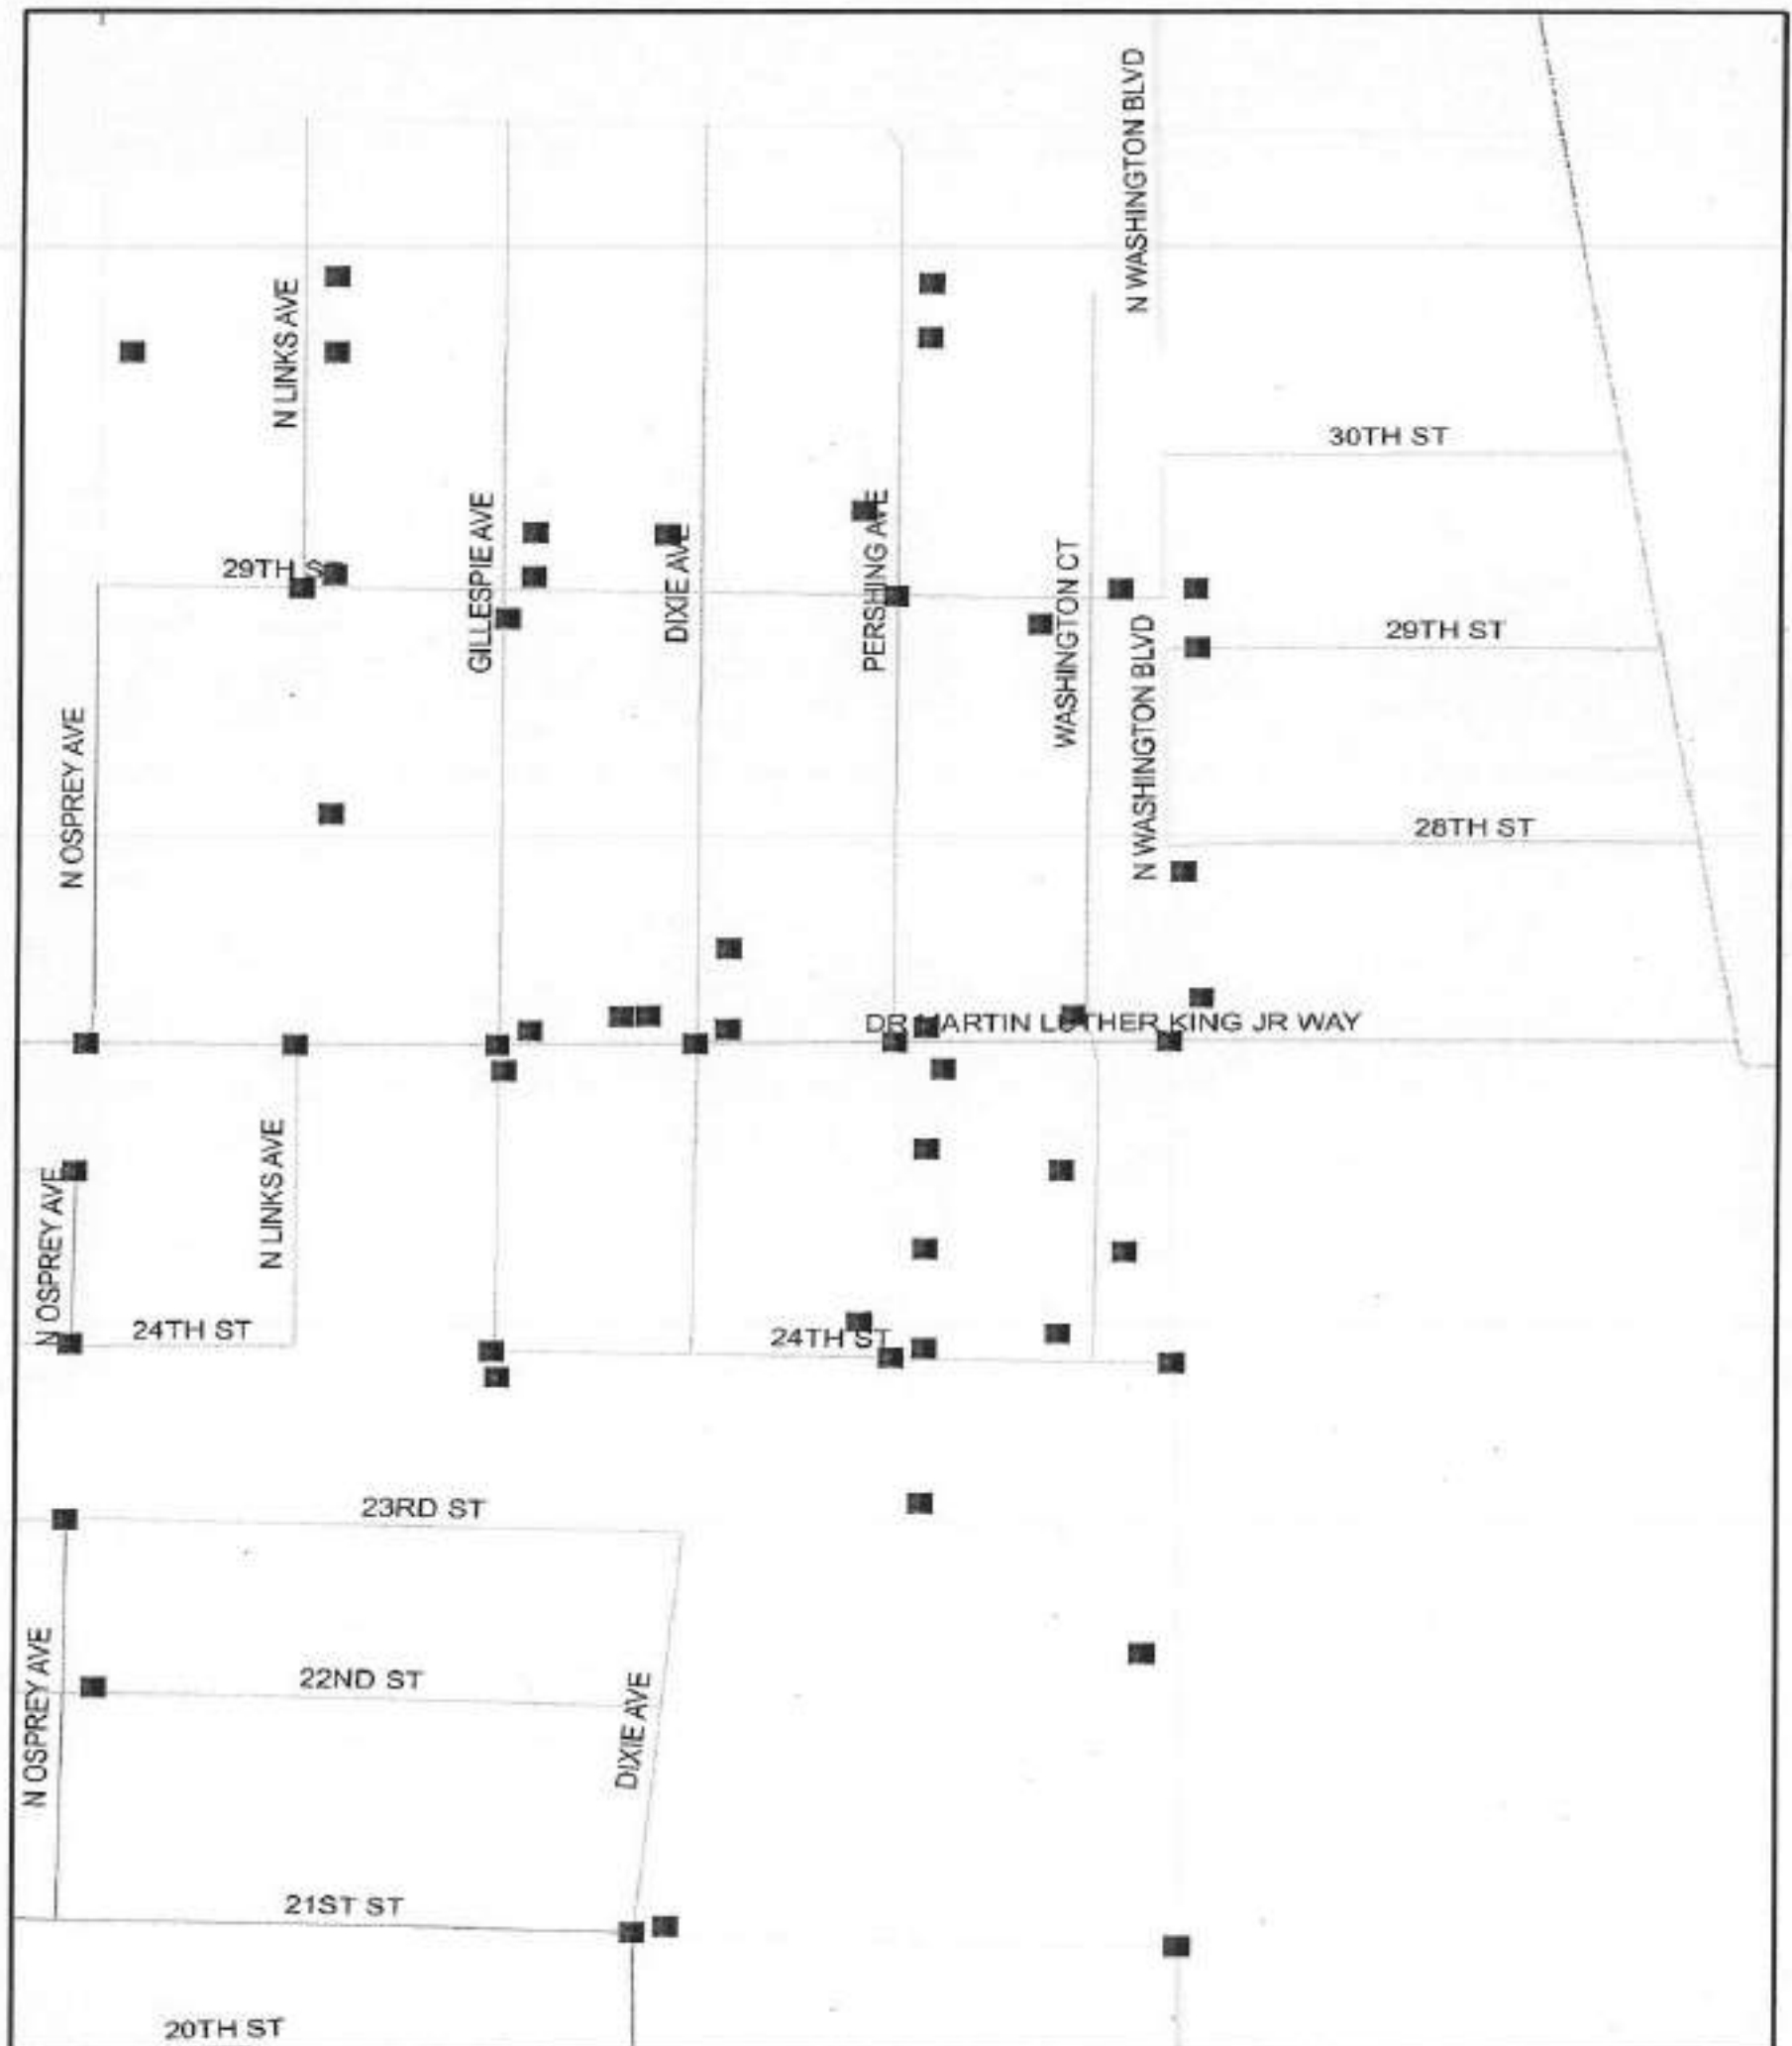 N WASHINGTON BLVD
N LINKS AVE
30TH ST
GILLESPIE AVE
DIXIE AVE
PERSHING AVE
WASHINGTON CT
29TH ST
29TH ST
N WASHINGTON BLVD
N OSPREY AVE
28TH ST
DR MARTIN LUTHER KING JR WAY
N OSPREY AVE
N LINKS AVE
24TH ST
24TH ST
23RD ST
N OSPREY AVE
22ND ST
DIXIE AVE
21ST ST
20TH ST